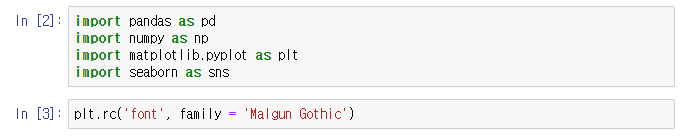 In [2]:
import pandas as pd
import numpy as np
import matplotlib.pyplot as plt
import seaborn as sns
In [3]:
plt.rc('font', family = 'Malgun Gothic')